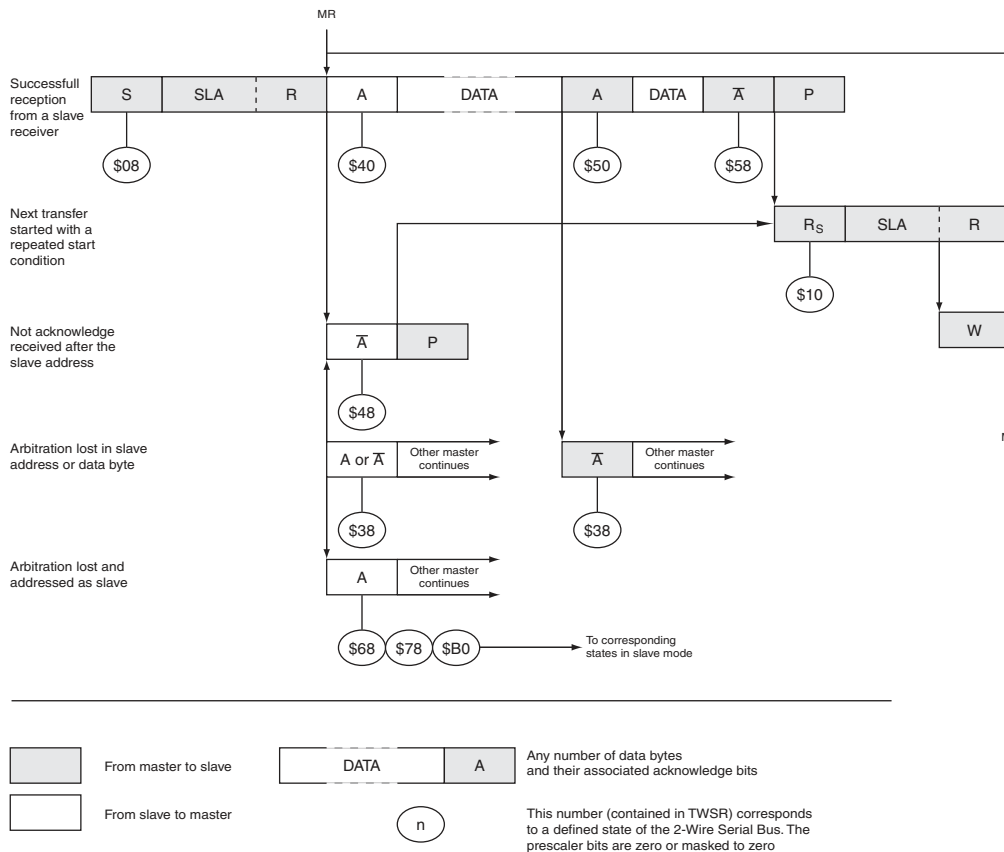 MR
Successfull
reception
from a slave
receiver
S SLA R A DATA A DATA A̅ P
$08 $40 $50 $58
Next transfer
started with a
repeated start
condition
RS SLA R
$10
W
Not acknowledge
received after the
slave address
A̅ P
$48
Arbitration lost in slave
address or data byte
A or A̅ Other master
continues
A̅ Other master
continues
$38 $38
Arbitration lost and
addressed as slave
A Other master
continues
$68 $78 $B0
To corresponding
states in slave mode
From master to slave
DATA A
Any number of data bytes
and their associated acknowledge bits
From slave to master
n
This number (contained in TWSR) corresponds
to a defined state of the 2-Wire Serial Bus. The
prescaler bits are zero or masked to zero